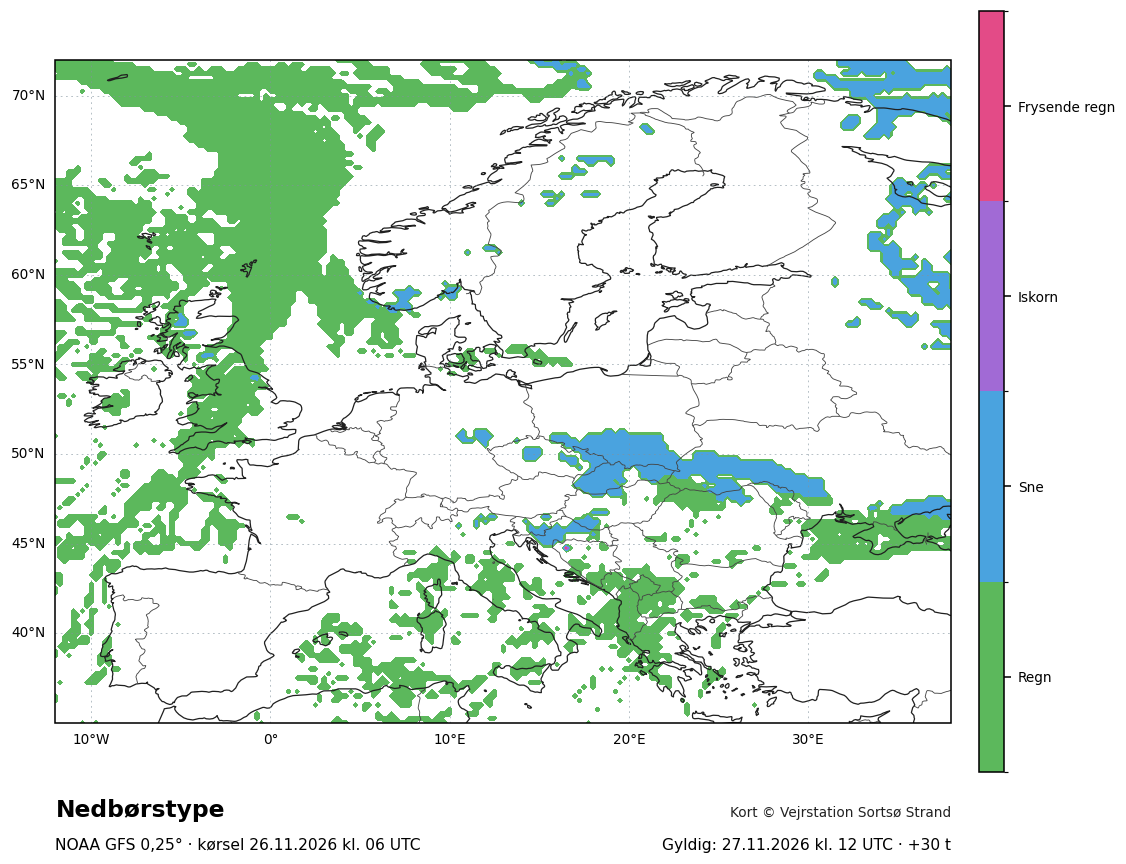 70°N
65°N
60°N
55°N
50°N
45°N
40°N
10°W 0° 10°E 20°E 30°E
Frysende regn
Iskorn
Sne
Regn
Nedbørstype
Kort © Vejrstation Sortsø Strand
NOAA GFS 0,25° · kørsel 26.11.2026 kl. 06 UTC
Gyldig: 27.11.2026 kl. 12 UTC · +30 t